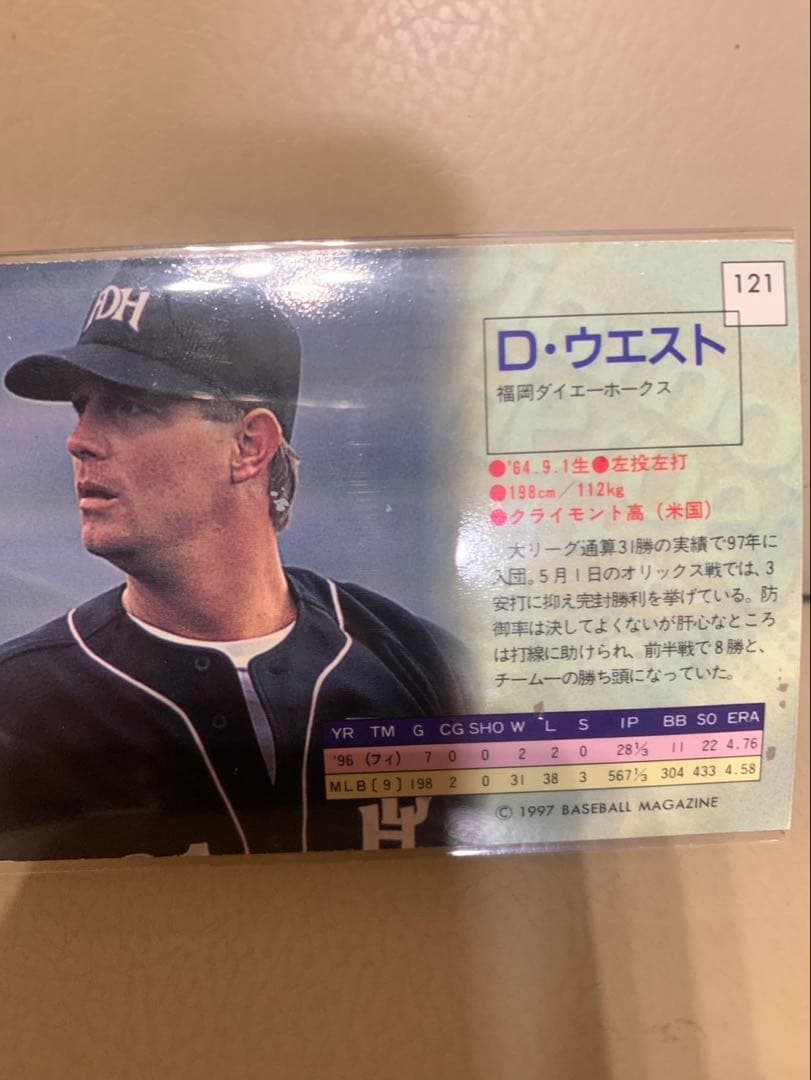 FDH
121
D・ウエスト
福岡ダイエーホークス
●'64.9.1生●左投左打
●198cm／112kg
●クライモント高（米国）
大リーグ通算31勝の実績で97年に
入団。5月1日のオリックス戦では、3
安打に抑え完封勝利を挙げている。防
御率は決してよくないが肝心なところ
は打線に助けられ、前半戦で8勝と、
チーム一の勝ち頭になっていた。
YR TM G CG SHO W L S IP BB SO ERA
'96 (フィ) 7 0 0 2 2 0 28⅓ 11 22 4.76
MLB〔9〕 198 2 0 31 38 3 567⅓ 304 433 4.58
© 1997 BASEBALL MAGAZINE